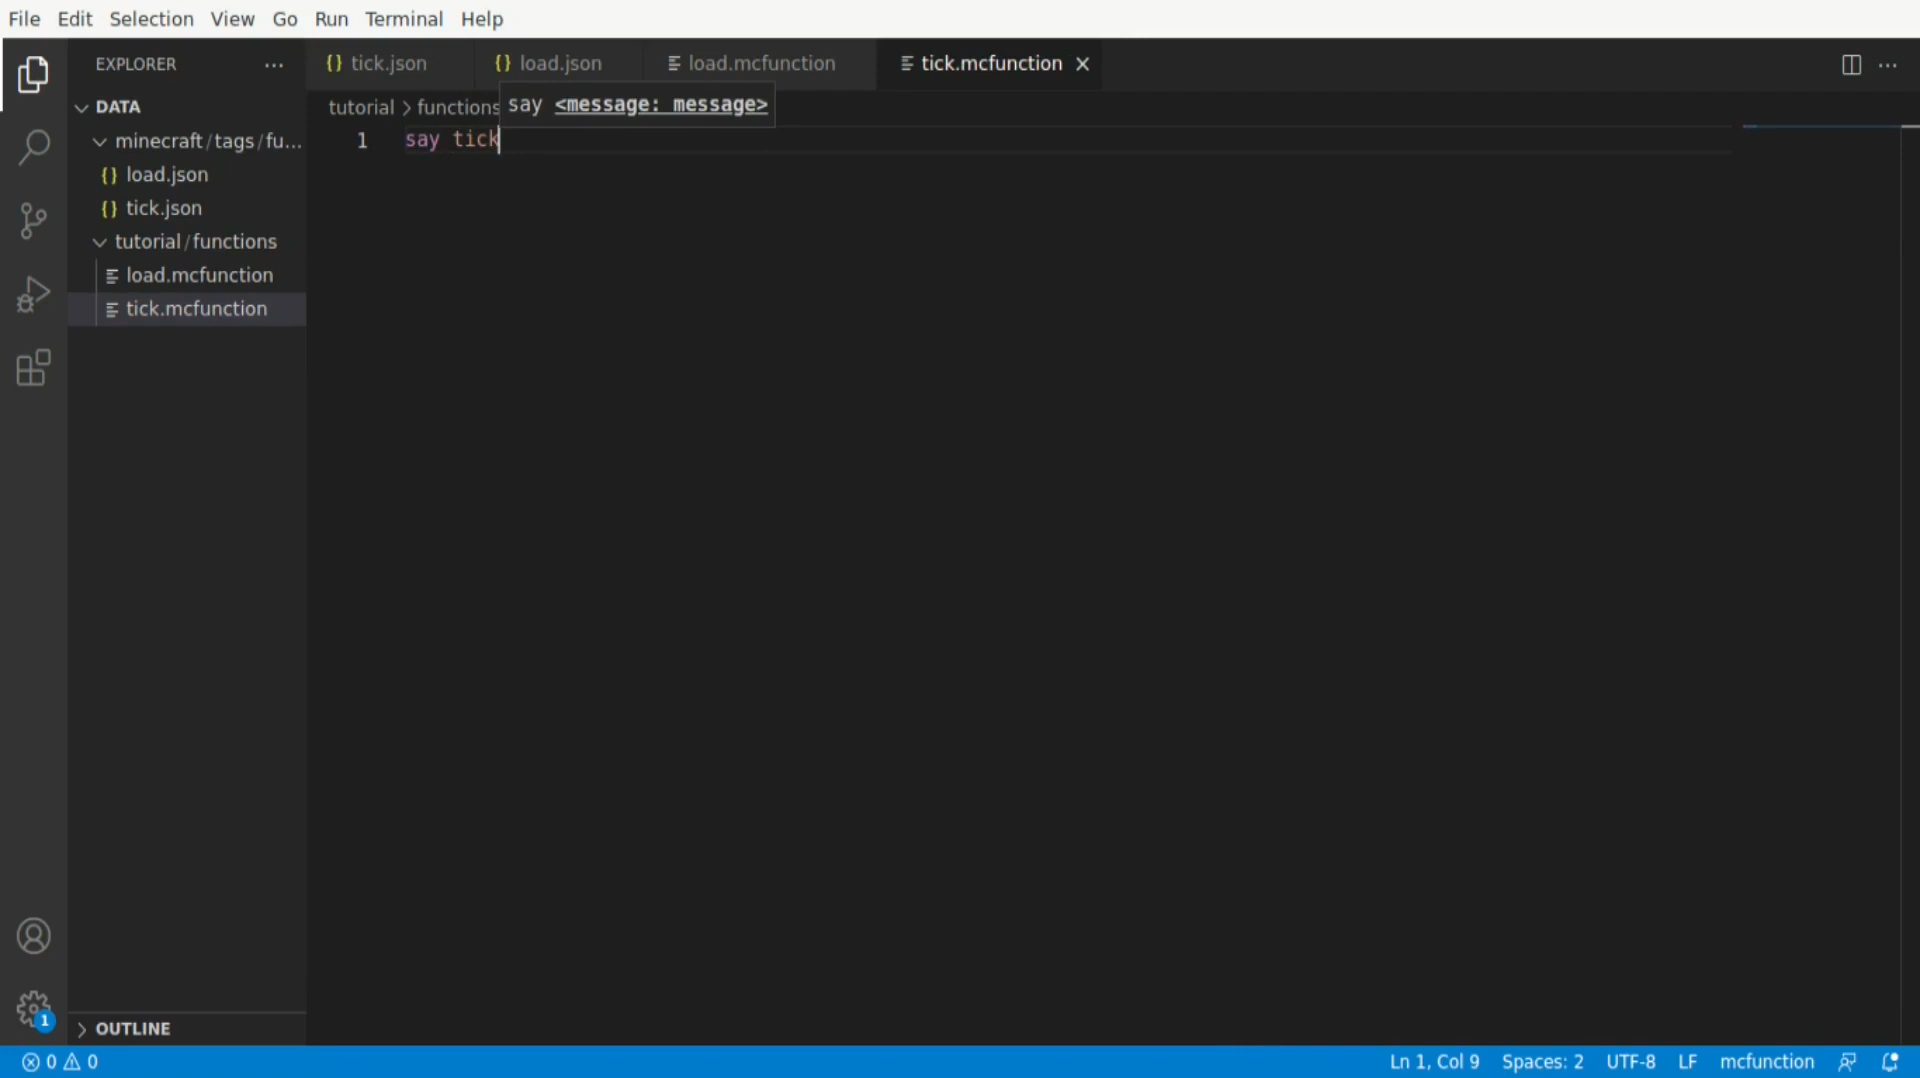 File Edit Selection View Go Run Terminal Help
EXPLORER
DATA
minecraft/tags/fu...
load.json
tick.json
tutorial/functions
load.mcfunction
tick.mcfunction
OUTLINE
tick.json load.json load.mcfunction tick.mcfunction
tutorial > functions
say <message: message>
1 say tick
1
0 0 Ln 1, Col 9 Spaces: 2 UTF-8 LF mcfunction